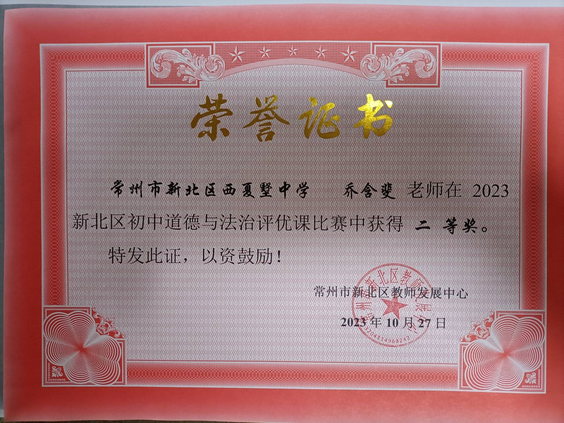 荣誉证书
常州市新北区西夏墅中学 乔含斐 老师在 2023
新北区初中道德与法治评优课比赛中获得 二 等奖。
特发此证，以资鼓励！
常州市新北区教师发展中心
2023 年 10 月 27 日